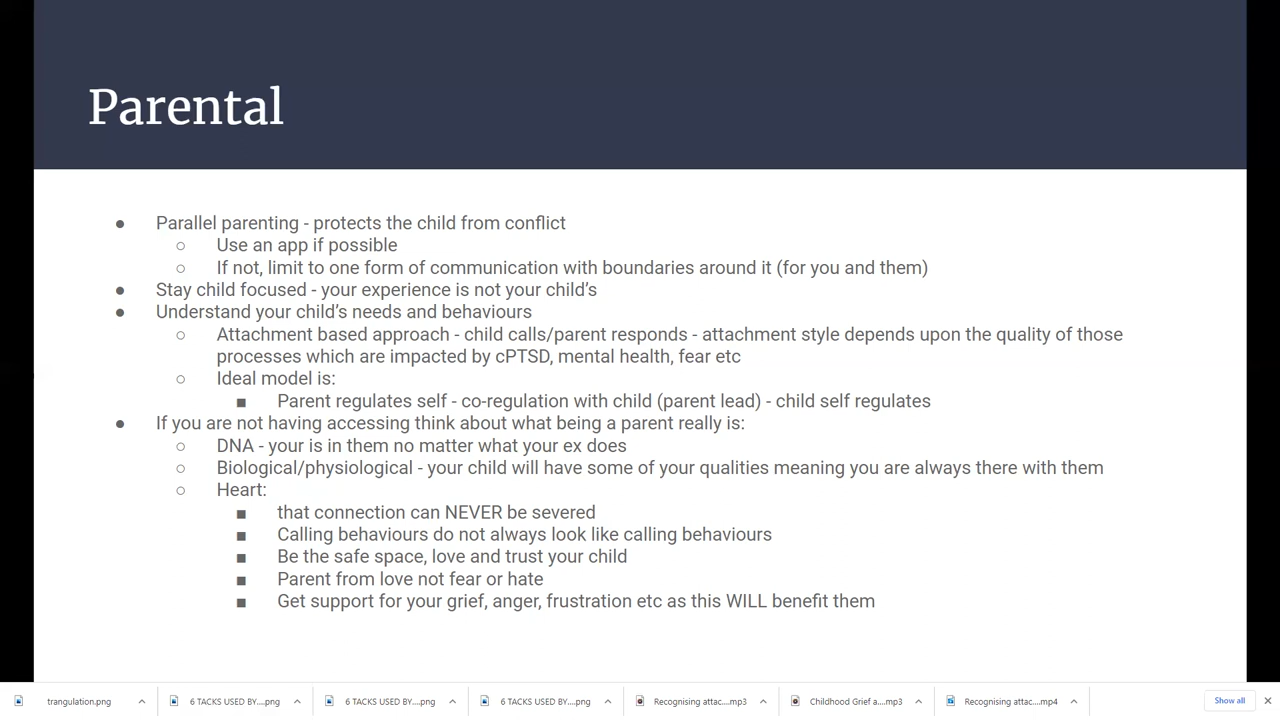 Parental
● Parallel parenting - protects the child from conflict
○ Use an app if possible
○ If not, limit to one form of communication with boundaries around it (for you and them)
● Stay child focused - your experience is not your child's
● Understand your child's needs and behaviours
○ Attachment based approach - child calls/parent responds - attachment style depends upon the quality of those
processes which are impacted by cPTSD, mental health, fear etc
○ Ideal model is:
■ Parent regulates self - co-regulation with child (parent lead) - child self regulates
● If you are not having accessing think about what being a parent really is:
○ DNA - your is in them no matter what your ex does
○ Biological/physiological - your child will have some of your qualities meaning you are always there with them
○ Heart:
■ that connection can NEVER be severed
■ Calling behaviours do not always look like calling behaviours
■ Be the safe space, love and trust your child
■ Parent from love not fear or hate
■ Get support for your grief, anger, frustration etc as this WILL benefit them
trangulation.png 6 TACKS USED BY....png 6 TACKS USED BY....png 6 TACKS USED BY....png Recognising attac....mp3 Childhood Grief a....mp3 Recognising attac....mp4 Show all